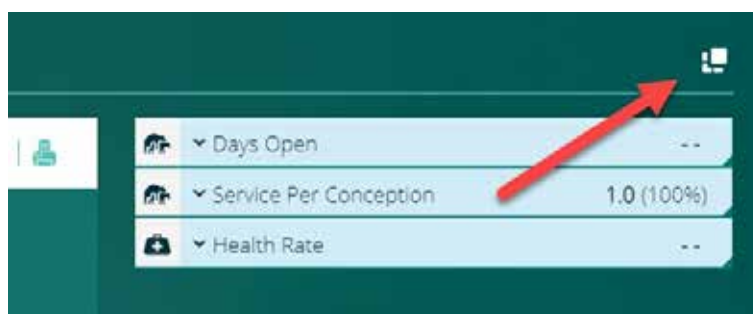 Days Open --
Service Per Conception 1.0 (100%)
Health Rate --